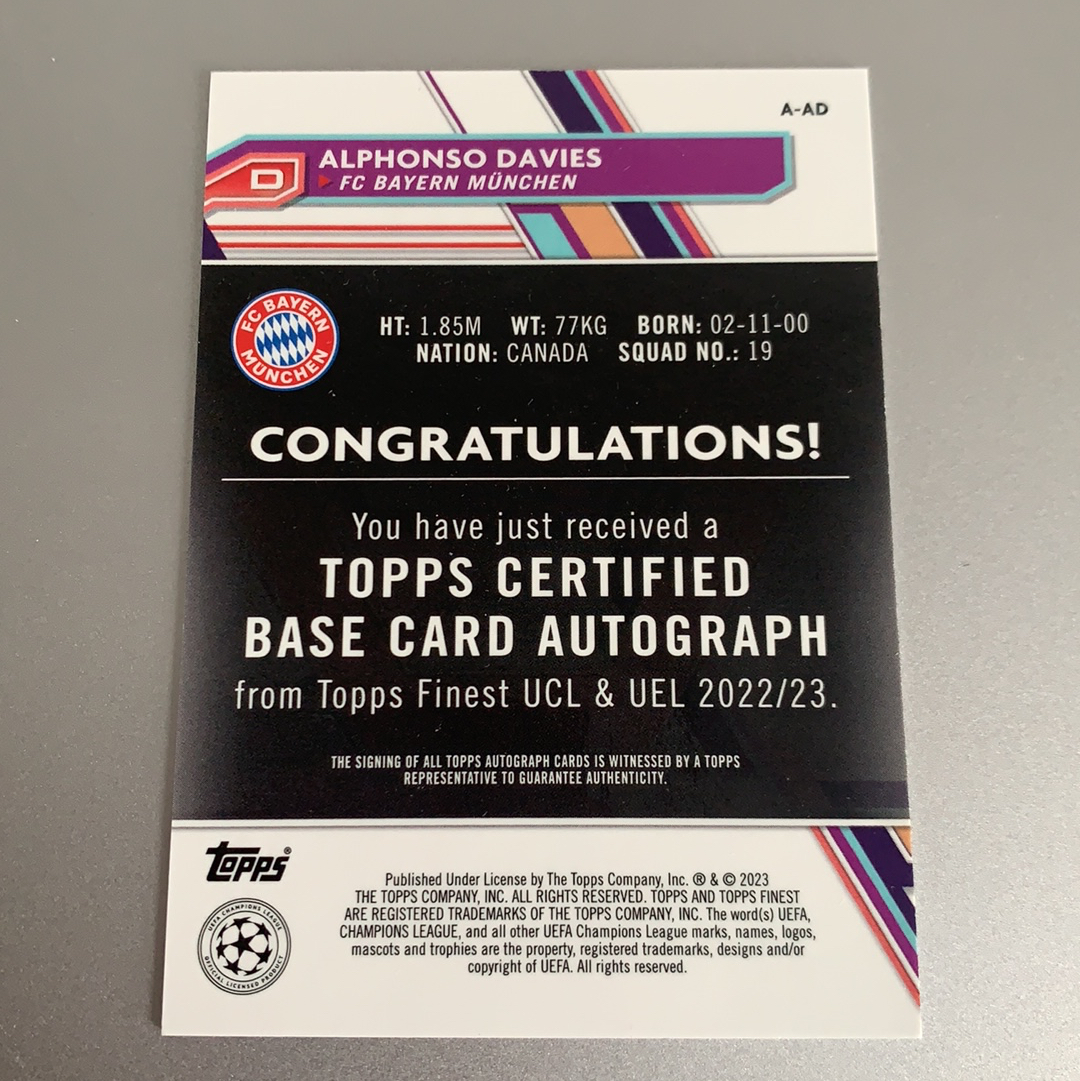 A-AD
D
ALPHONSO DAVIES
FC BAYERN MÜNCHEN
FC BAYERN
MÜNCHEN
HT: 1.85M WT: 77KG BORN: 02-11-00
NATION: CANADA SQUAD NO.: 19
CONGRATULATIONS!
You have just received a
TOPPS CERTIFIED
BASE CARD AUTOGRAPH
from Topps Finest UCL & UEL 2022/23.
THE SIGNING OF ALL TOPPS AUTOGRAPH CARDS IS WITNESSED BY A TOPPS
REPRESENTATIVE TO GUARANTEE AUTHENTICITY.
topps®
UEFA CHAMPIONS LEAGUE
OFFICIAL LICENSED PRODUCT
Published Under License by The Topps Company, Inc. ® & © 2023
THE TOPPS COMPANY, INC. ALL RIGHTS RESERVED. TOPPS AND TOPPS FINEST
ARE REGISTERED TRADEMARKS OF THE TOPPS COMPANY, INC. The word(s) UEFA,
CHAMPIONS LEAGUE, and all other UEFA Champions League marks, names, logos,
mascots and trophies are the property, registered trademarks, designs and/or
copyright of UEFA. All rights reserved.